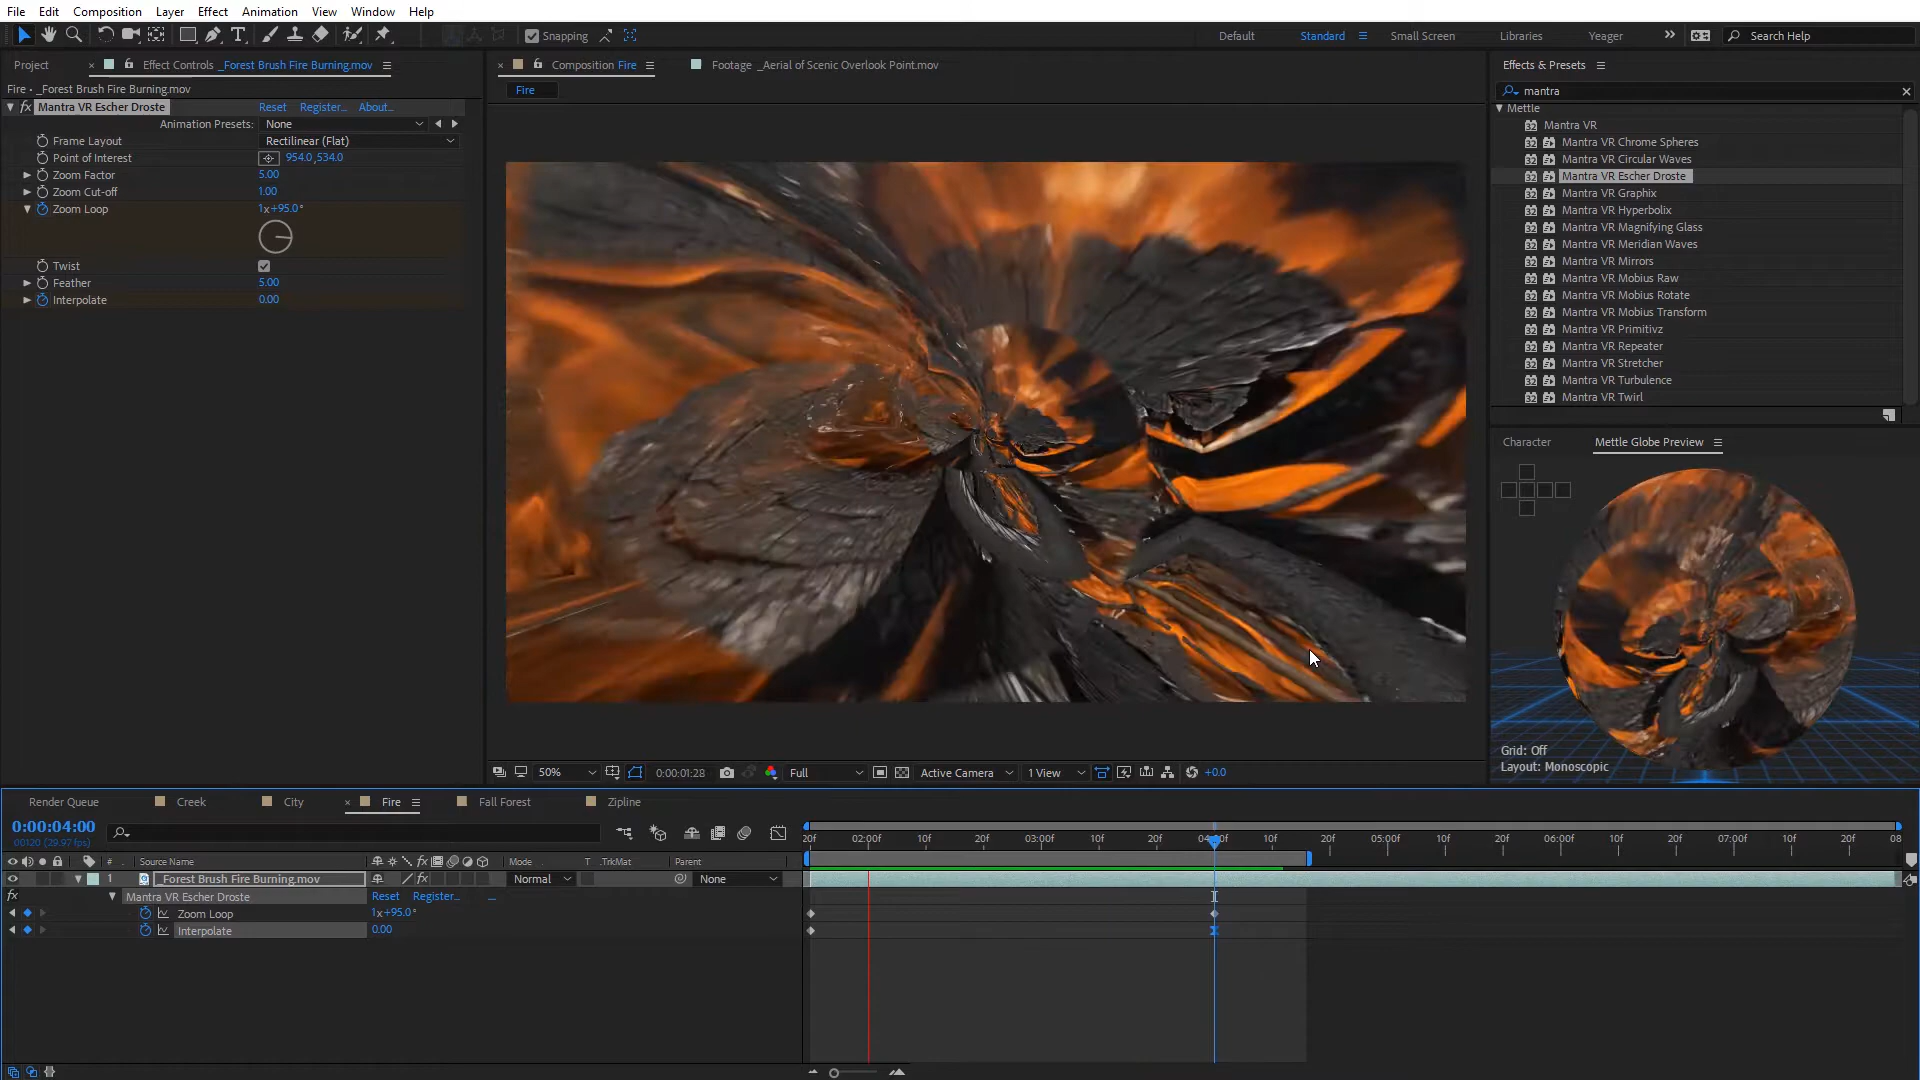 File Edit Composition Layer Effect Animation View Window Help
Snapping Default Standard Small Screen Libraries Yeager Search Help
Project Effect Controls _Forest Brush Fire Burning.mov
Fire • _Forest Brush Fire Burning.mov
fx Mantra VR Escher Droste Reset Register... About...
Animation Presets: None
Frame Layout Rectilinear (Flat)
Point of Interest 954.0,534.0
Zoom Factor 5.00
Zoom Cut-off 1.00
Zoom Loop 1x+95.0°
Twist
Feather 5.00
Interpolate 0.00
Composition Fire Footage _Aerial of Scenic Overlook Point.mov
Fire
50% 0:00:01:28 Full Active Camera 1 View +0.0
Effects & Presets
mantra
Mettle
Mantra VR
Mantra VR Chrome Spheres
Mantra VR Circular Waves
Mantra VR Escher Droste
Mantra VR Graphix
Mantra VR Hyperbolix
Mantra VR Magnifying Glass
Mantra VR Meridian Waves
Mantra VR Mirrors
Mantra VR Mobius Raw
Mantra VR Mobius Rotate
Mantra VR Mobius Transform
Mantra VR Primitivz
Mantra VR Repeater
Mantra VR Stretcher
Mantra VR Turbulence
Mantra VR Twirl
Character Mettle Globe Preview
Grid: Off
Layout: Monoscopic
Render Queue Creek City Fire Fall Forest Zipline
0:00:04:00
00120 (29.97 fps)
20f 02:00f 10f 20f 03:00f 10f 20f 10f 20f 05:00f 10f 20f 06:00f 10f 20f 07:00f 10f 20f 08
# Source Name fx Mode T .TrkMat Parent
1 _Forest Brush Fire Burning.mov fx Normal None
fx Mantra VR Escher Droste Reset Register... ...
Zoom Loop 1x+95.0°
Interpolate 0.00